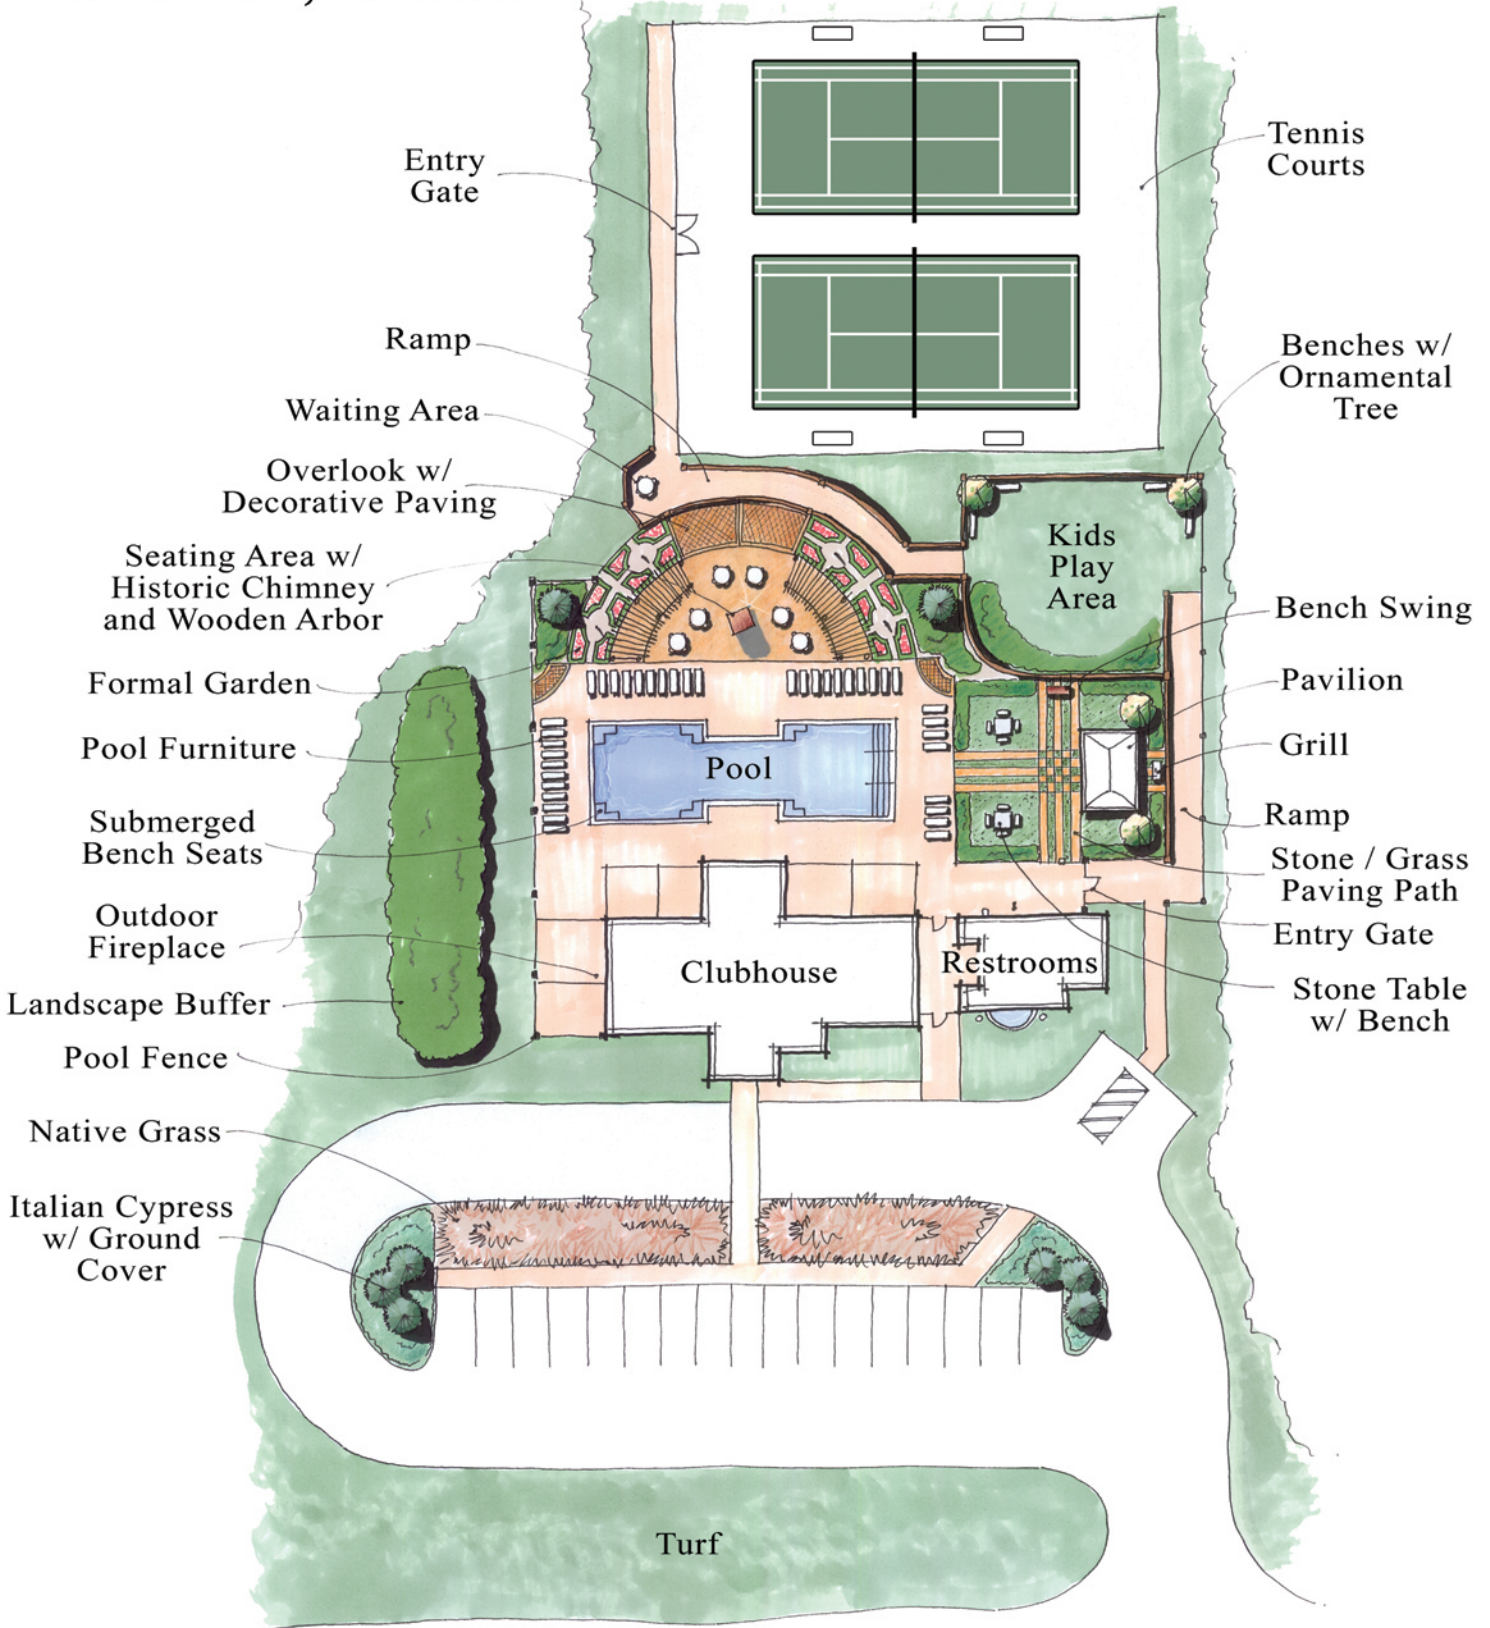 Entry
Gate
Tennis
Courts
Ramp
Benches w/
Ornamental
Tree
Waiting Area
Overlook w/
Decorative Paving
Kids
Play
Area
Seating Area w/
Historic Chimney
and Wooden Arbor
Bench Swing
Formal Garden
Pavilion
Pool Furniture
Grill
Pool
Submerged
Bench Seats
Ramp
Stone / Grass
Paving Path
Outdoor
Fireplace
Entry Gate
Clubhouse
Restrooms
Landscape Buffer
Stone Table
w/ Bench
Pool Fence
Native Grass
Italian Cypress
w/ Ground
Cover
Turf